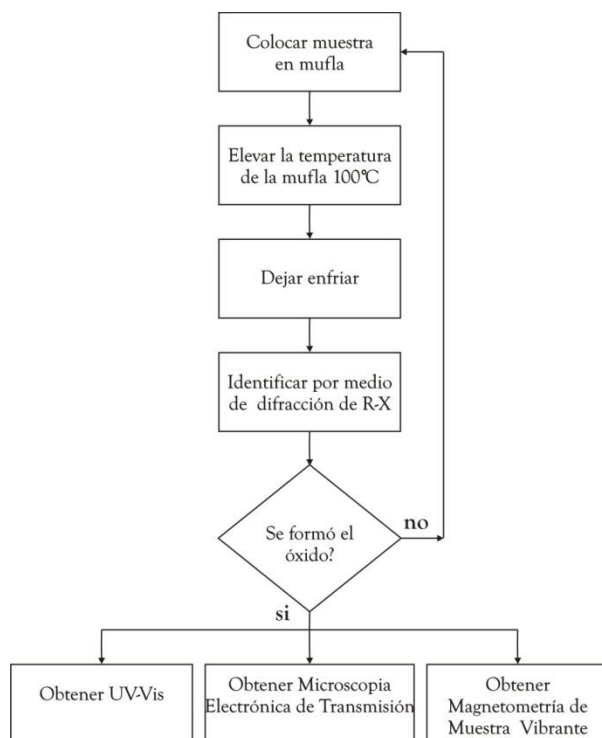 Colocar muestra
en mufla
Elevar la temperatura
de la mufla 100°C
Dejar enfriar
Identificar por medio
de difracción de R-X
Se formó el
óxido?
no
si
Obtener UV-Vis
Obtener Microscopia
Electrónica de Transmisión
Obtener
Magnetometría de
Muestra Vibrante